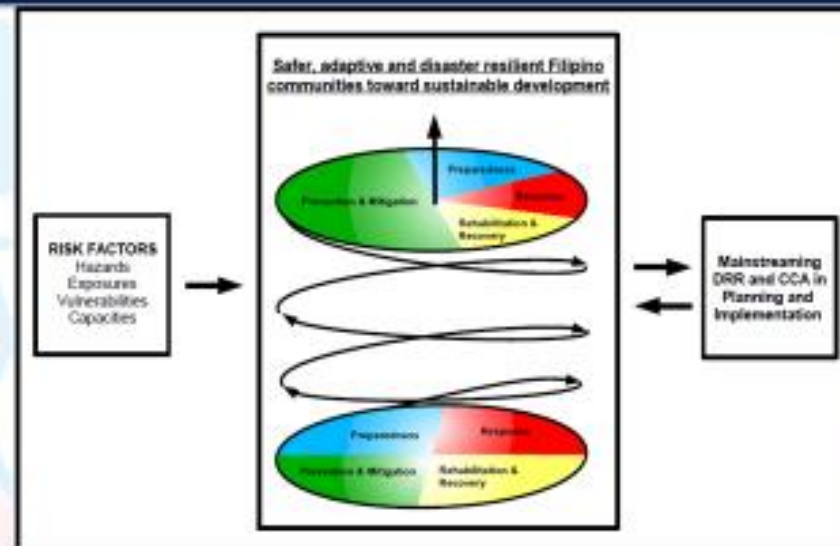 Safer, adaptive and disaster resilient Filipino
communities toward sustainable development
Preparedness
Prevention & Mitigation
Response
Rehabilitation &
Recovery
RISK FACTORS
Hazards
Exposures
Vulnerabilities
Capacities
Mainstreaming
DRR and CCA in
Planning and
Implementation
Preparedness
Response
Prevention & Mitigation
Rehabilitation &
Recovery